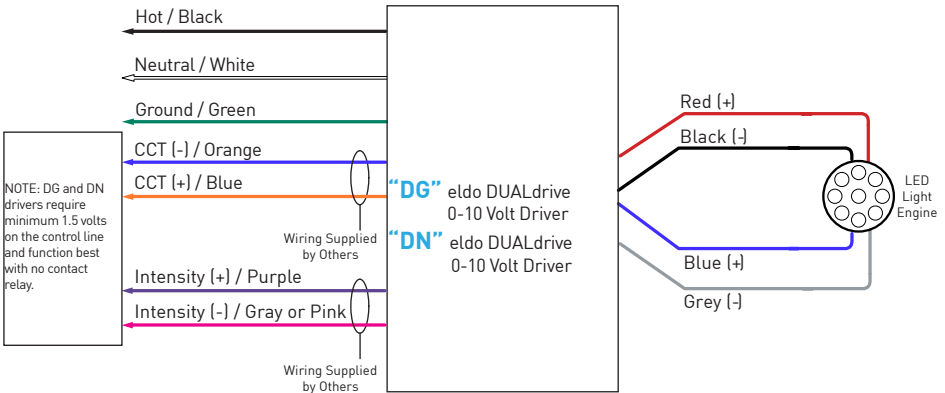 Hot / Black
Neutral / White
Ground / Green
CCT (-) / Orange
CCT (+) / Blue
NOTE: DG and DN
drivers require
minimum 1.5 volts
on the control line
and function best
with no contact
relay.
Wiring Supplied
by Others
Intensity (+) / Purple
Intensity (-) / Gray or Pink
Wiring Supplied
by Others
"DG" eldo DUALdrive
0-10 Volt Driver
"DN" eldo DUALdrive
0-10 Volt Driver
Red (+)
Black (-)
Blue (+)
Grey (-)
LED
Light
Engine